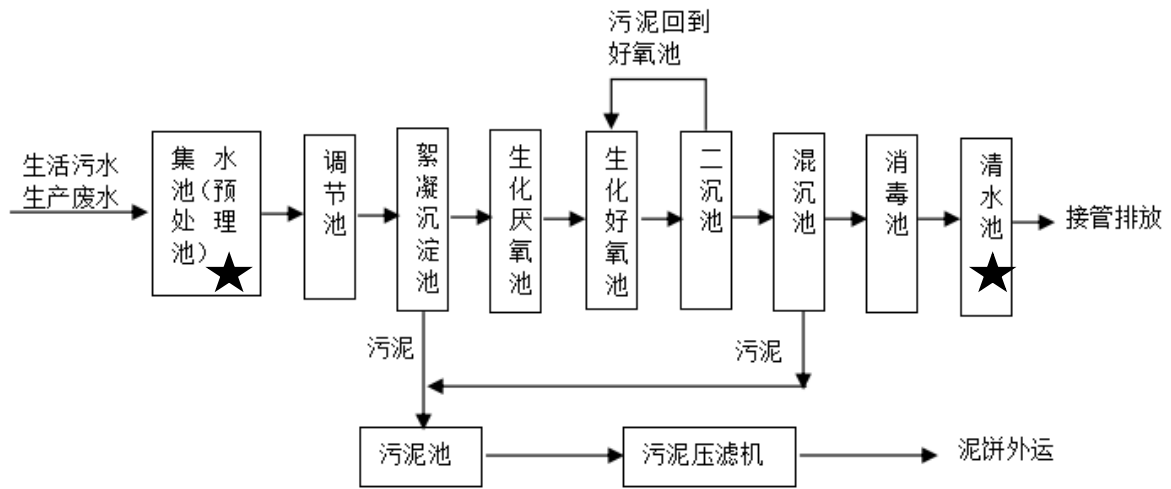 污泥回到
好氧池
生活污水
生产废水
集水
池(预
处理
池)
调节池
絮凝沉淀池
生化厌氧池
生化好氧池
二沉池
混沉池
消毒池
清水池
接管排放
污泥
污泥
污泥池
污泥压滤机
泥饼外运